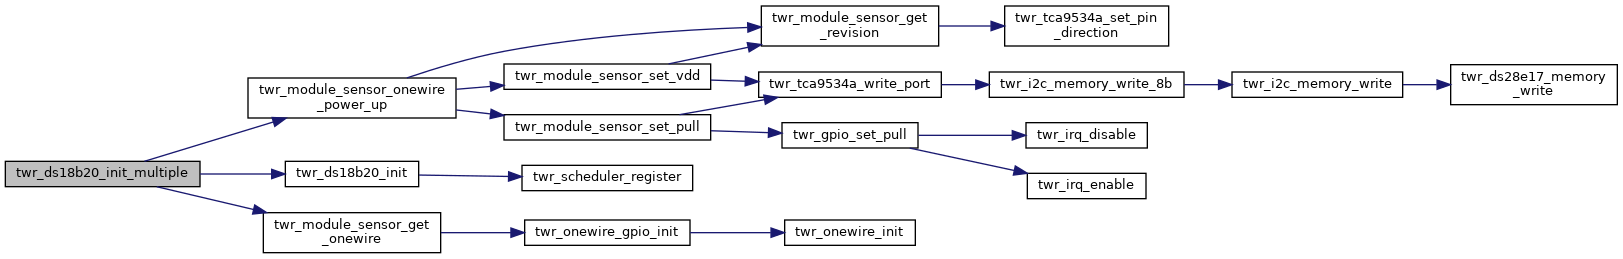 twr_ds18b20_init_multiple
twr_module_sensor_onewire
_power_up
twr_ds18b20_init
twr_module_sensor_get
_onewire
twr_module_sensor_set_vdd
twr_module_sensor_set_pull
twr_scheduler_register
twr_onewire_gpio_init
twr_module_sensor_get
_revision
twr_tca9534a_write_port
twr_gpio_set_pull
twr_onewire_init
twr_tca9534a_set_pin
_direction
twr_i2c_memory_write_8b
twr_irq_disable
twr_irq_enable
twr_i2c_memory_write
twr_ds28e17_memory
_write